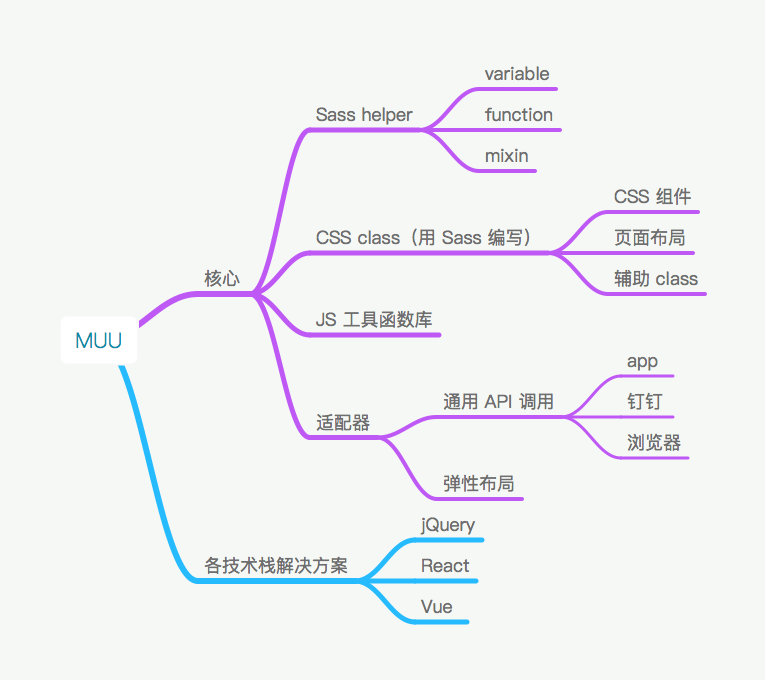 MUU
核心
Sass helper
variable
function
mixin
CSS class（用 Sass 编写）
CSS 组件
页面布局
辅助 class
JS 工具函数库
适配器
通用 API 调用
app
钉钉
浏览器
弹性布局
各技术栈解决方案
jQuery
React
Vue